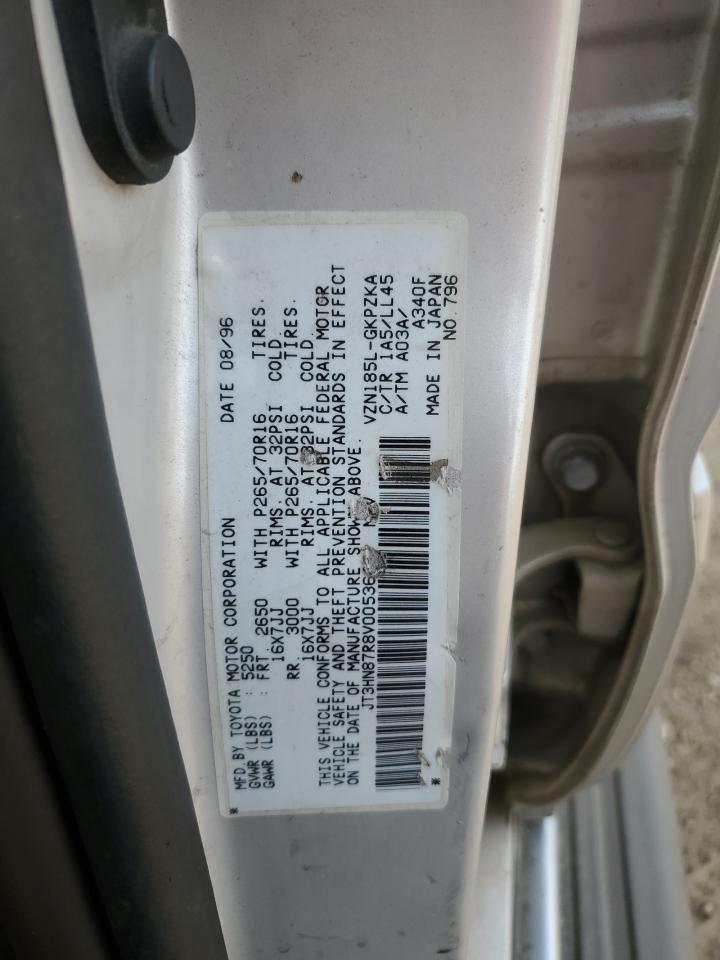 * MFD. BY TOYOTA MOTOR CORPORATION DATE 08/96
GVWR (LBS) : 5250
GAWR (LBS) : FRT. 2650 WITH P265/70R16 TIRES.
16X7JJ RIMS. AT 32PSI COLD.
RR. 3000 WITH P265/70R16 TIRES.
16X7JJ RIMS. AT 32PSI COLD.
THIS VEHICLE CONFORMS TO ALL APPLICABLE FEDERAL MOTOR
VEHICLE SAFETY AND THEFT PREVENTION STANDARDS IN EFFECT
ON THE DATE OF MANUFACTURE SHOWN ABOVE.
JT3HN87R8V00536
*
VZN185L-GKPZKA
C/TR 1A5/LL45
A/TM A03A/
A340F
MADE IN JAPAN
NO.796